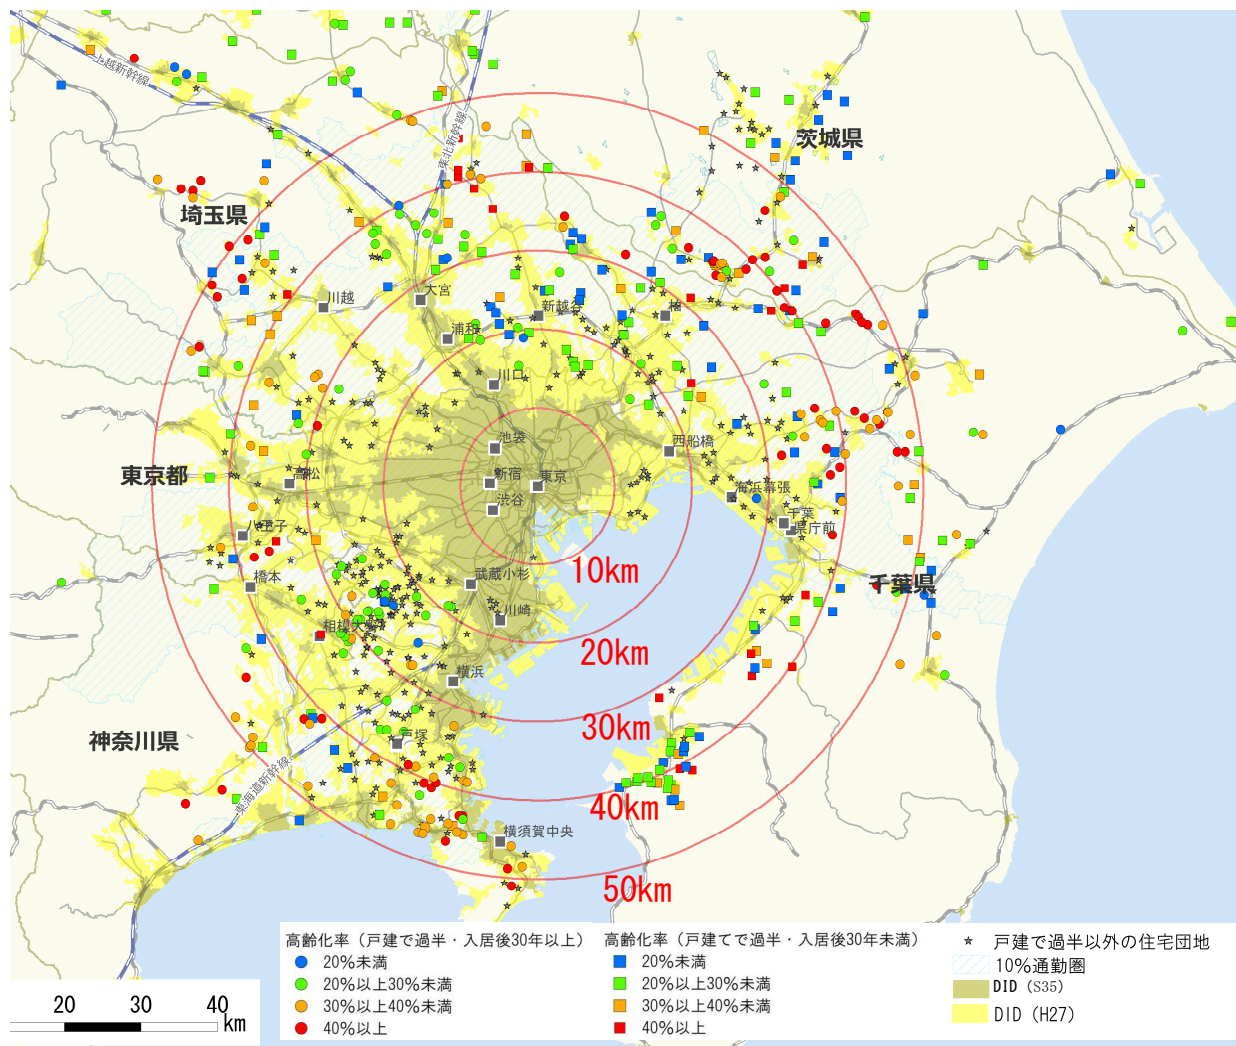 上越新幹線
東北新幹線
茨城県
埼玉県
川越
大宮
新越谷
柏
浦和
川口
東京都
高松
池袋
新宿
東京
渋谷
西船橋
海浜幕張
千葉
県庁前
八王子
橋本
武蔵小杉
川崎
相模大野
10km
千葉県
20km
横浜
30km
神奈川県
戸塚
東海道新幹線
40km
横須賀中央
50km
高齢化率（戸建で過半・入居後30年以上）
20%未満
20%以上30%未満
30%以上40%未満
40%以上
高齢化率（戸建てで過半・入居後30年未満）
20%未満
20%以上30%未満
30%以上40%未満
40%以上
戸建で過半以外の住宅団地
10%通勤圏
DID（S35）
DID（H27）
20 30 40
km